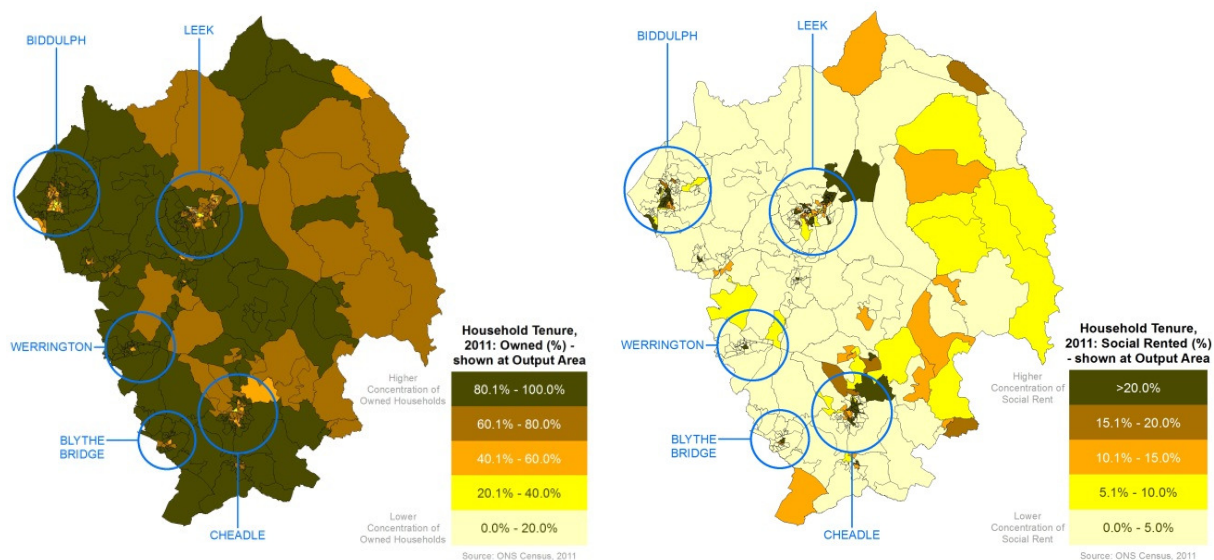 BIDDULPH
LEEK
WERRINGTON
BLYTHE
BRIDGE
CHEADLE
Household Tenure,
2011: Owned (%) -
shown at Output Area
Higher
Concentration of
Owned Households
80.1% - 100.0%
60.1% - 80.0%
40.1% - 60.0%
20.1% - 40.0%
0.0% - 20.0%
Lower
Concentration of
Owned Households
Source: ONS Census, 2011
LEEK
BIDDULPH
WERRINGTON
BLYTHE
BRIDGE
CHEADLE
Household Tenure,
2011: Social Rented (%)
- shown at Output Area
Higher
Concentration of
Social Rent
>20.0%
15.1% - 20.0%
10.1% - 15.0%
5.1% - 10.0%
0.0% - 5.0%
Lower
Concentration of
Social Rent
Source: ONS Census, 2011